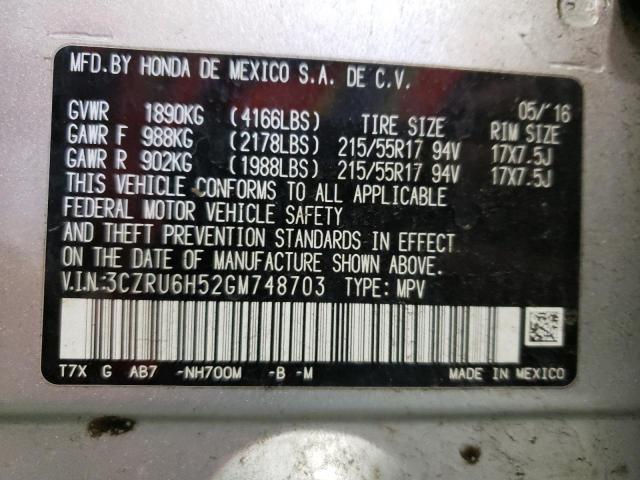 MFD.BY HONDA DE MEXICO S.A. DE C.V.
05/'16
GVWR 1890KG (4166LBS) TIRE SIZE RIM SIZE
GAWR F 988KG (2178LBS) 215/55R17 94V 17X7.5J
GAWR R 902KG (1988LBS) 215/55R17 94V 17X7.5J
THIS VEHICLE CONFORMS TO ALL APPLICABLE
FEDERAL MOTOR VEHICLE SAFETY
AND THEFT PREVENTION STANDARDS IN EFFECT
ON THE DATE OF MANUFACTURE SHOWN ABOVE.
V.I.N.:3CZRU6H52GM748703 TYPE: MPV
T7X G AB7 -NH700M -B -M MADE IN MEXICO